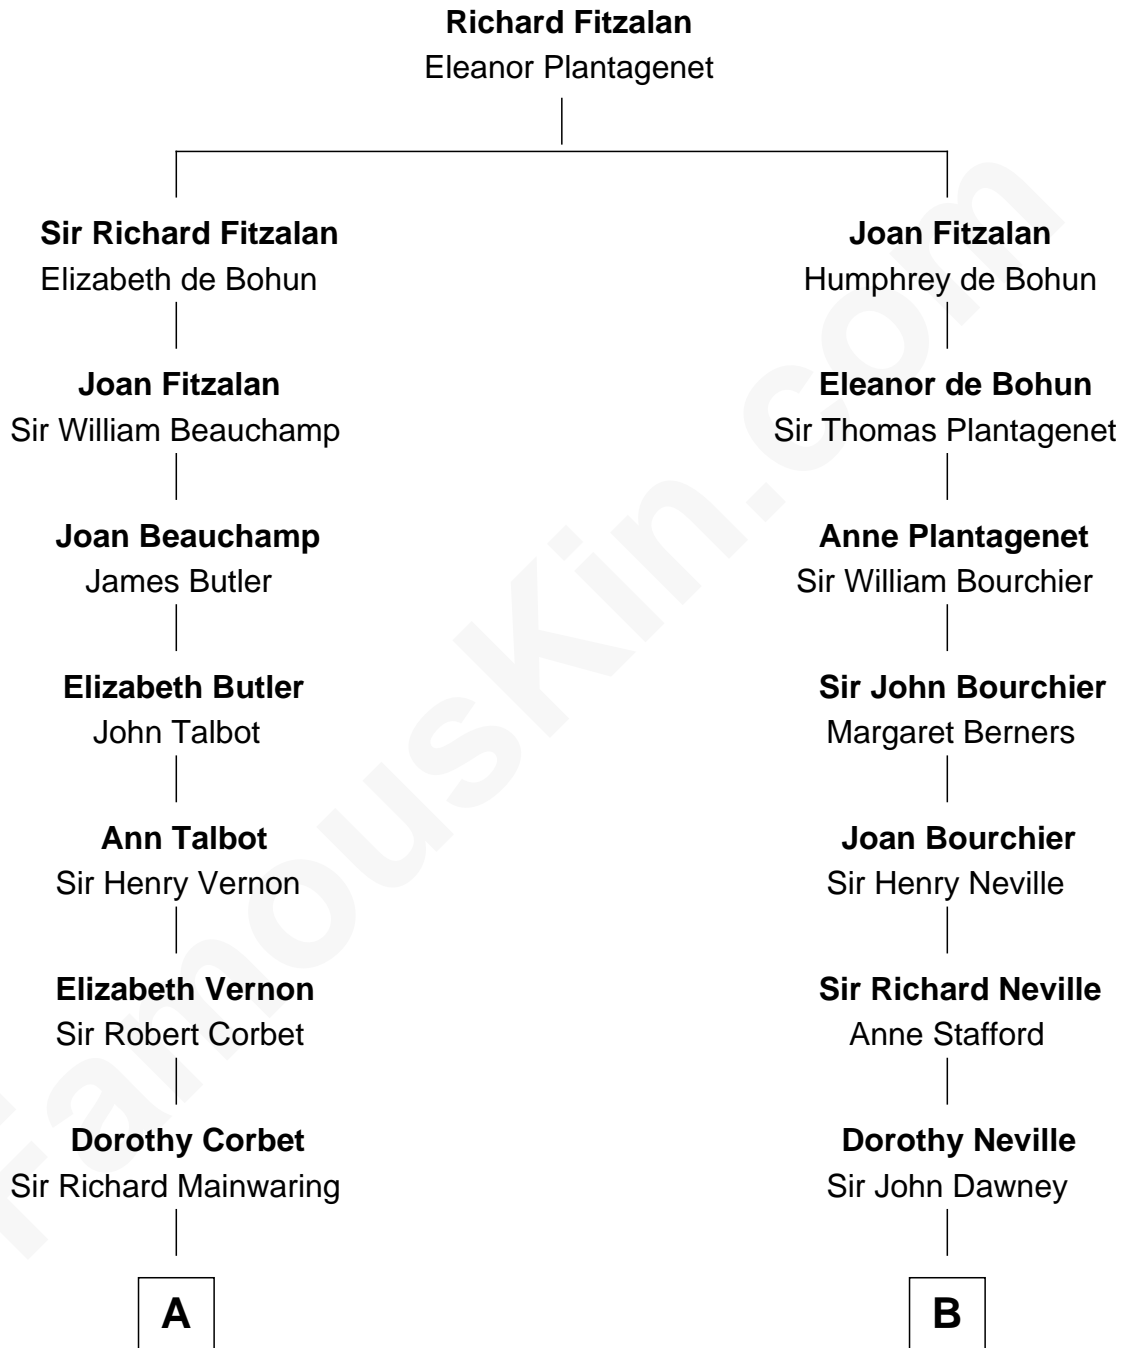 Richard Fitzalan
Eleanor Plantagenet
Sir Richard Fitzalan
Elizabeth de Bohun
Joan Fitzalan
Sir William Beauchamp
Joan Beauchamp
James Butler
Elizabeth Butler
John Talbot
Ann Talbot
Sir Henry Vernon
Elizabeth Vernon
Sir Robert Corbet
Dorothy Corbet
Sir Richard Mainwaring
A
Joan Fitzalan
Humphrey de Bohun
Eleanor de Bohun
Sir Thomas Plantagenet
Anne Plantagenet
Sir William Bourchier
Sir John Bourchier
Margaret Berners
Joan Bourchier
Sir Henry Neville
Sir Richard Neville
Anne Stafford
Dorothy Neville
Sir John Dawney
B
FamousKin.com